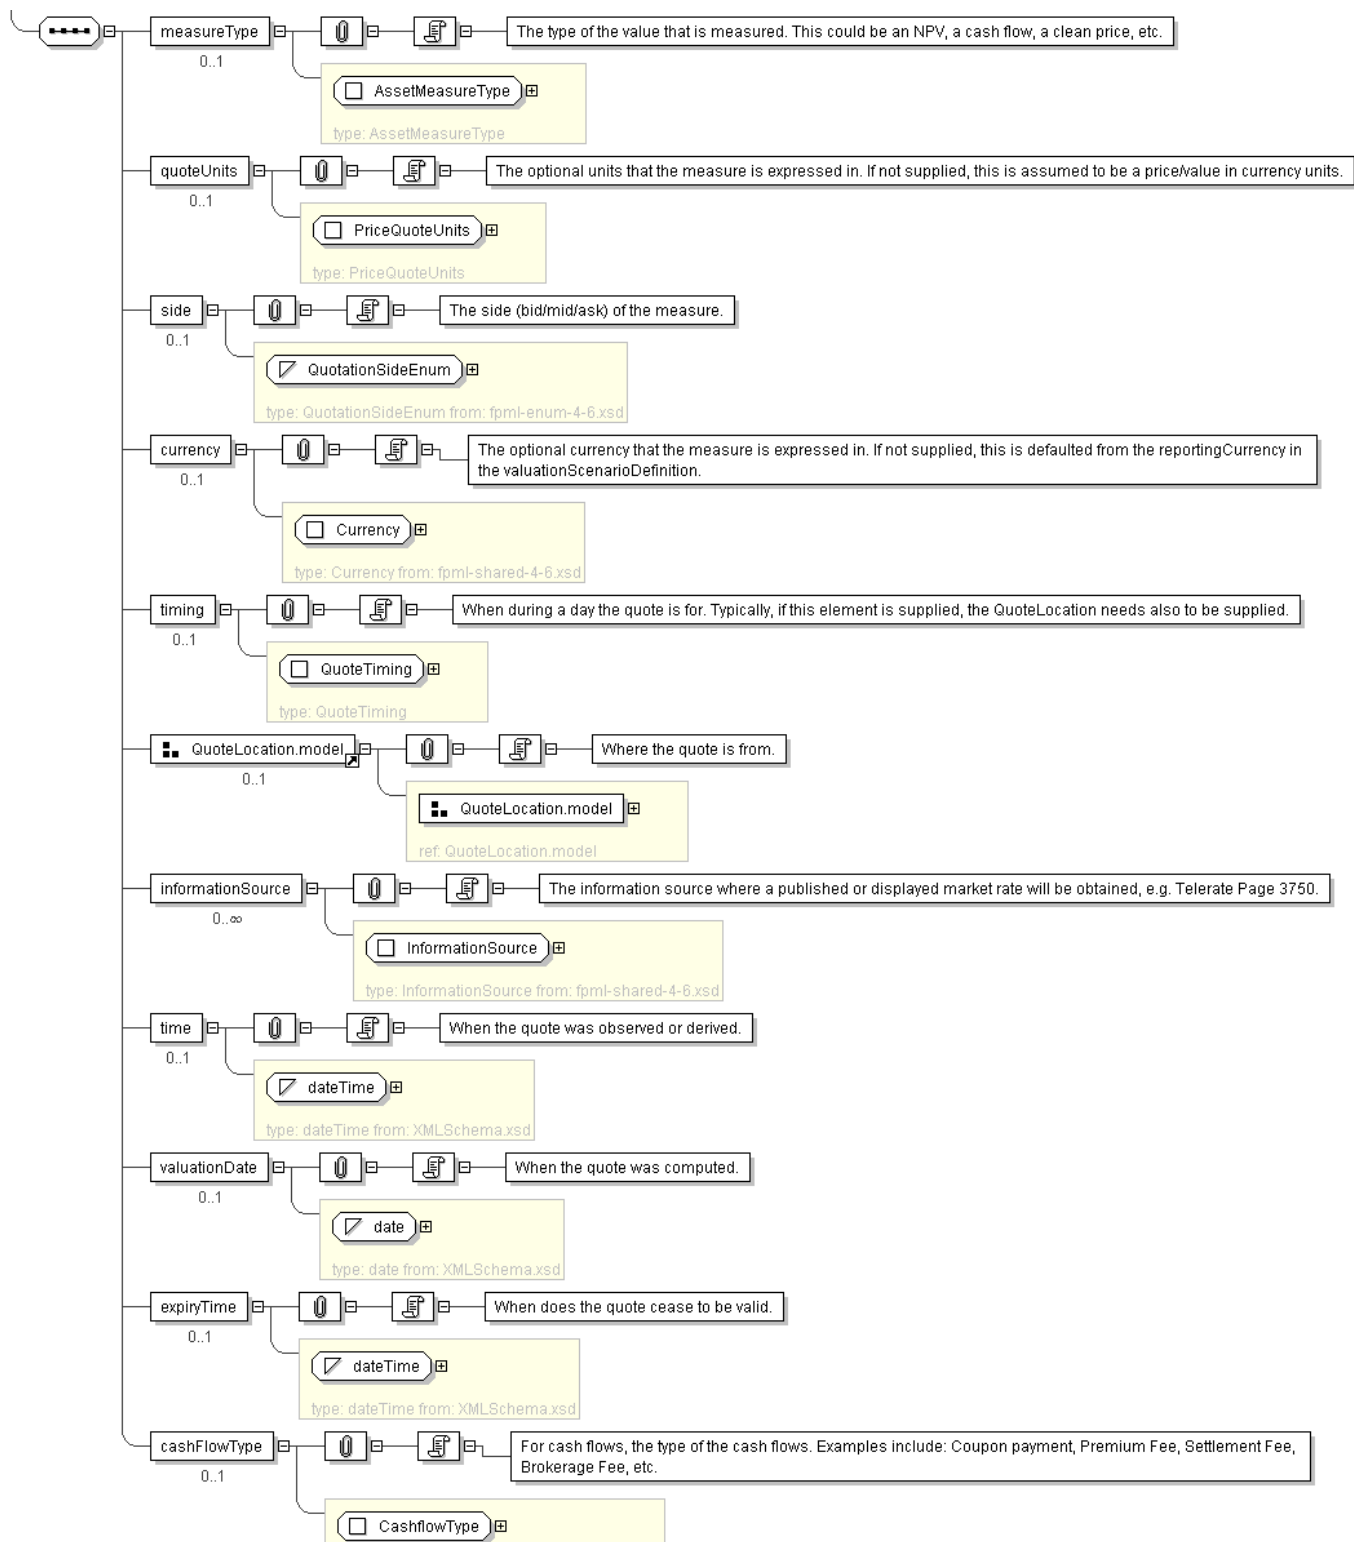 measureType
The type of the value that is measured. This could be an NPV, a cash flow, a clean price, etc.
0..1
AssetMeasureType
type: AssetMeasureType
quoteUnits
The optional units that the measure is expressed in. If not supplied, this is assumed to be a price/value in currency units.
0..1
PriceQuoteUnits
type: PriceQuoteUnits
side
The side (bid/mid/ask) of the measure.
0..1
QuotationSideEnum
type: QuotationSideEnum from: fpml-enum-4-6.xsd
currency
The optional currency that the measure is expressed in. If not supplied, this is defaulted from the reportingCurrency in
the valuationScenarioDefinition.
0..1
Currency
type: Currency from: fpml-shared-4-6.xsd
timing
When during a day the quote is for. Typically, if this element is supplied, the QuoteLocation needs also to be supplied.
0..1
QuoteTiming
type: QuoteTiming
QuoteLocation.model
Where the quote is from.
0..1
QuoteLocation.model
ref: QuoteLocation.model
informationSource
The information source where a published or displayed market rate will be obtained, e.g. Telerate Page 3750.
0..∞
InformationSource
type: InformationSource from: fpml-shared-4-6.xsd
time
When the quote was observed or derived.
0..1
dateTime
type: dateTime from: XMLSchema.xsd
valuationDate
When the quote was computed.
0..1
date
type: date from: XMLSchema.xsd
expiryTime
When does the quote cease to be valid.
0..1
dateTime
type: dateTime from: XMLSchema.xsd
cashFlowType
For cash flows, the type of the cash flows. Examples include: Coupon payment, Premium Fee, Settlement Fee,
Brokerage Fee, etc.
0..1
CashflowType